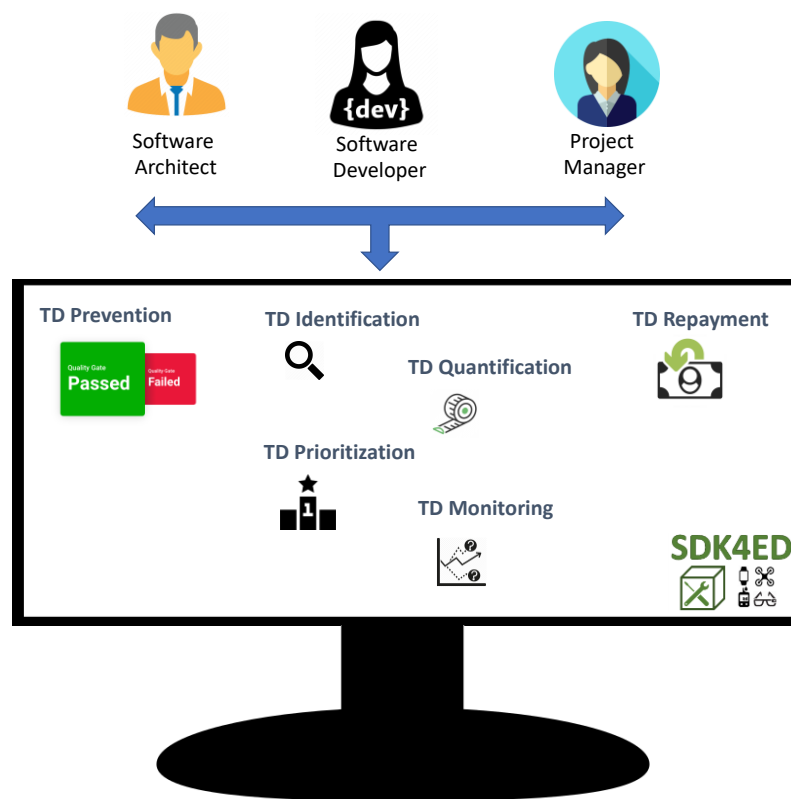 Software
Architect
{dev}
Software
Developer
Project
Manager
TD Prevention
Quality Gate
Passed
Quality Gate
Failed
TD Identification
TD Quantification
TD Repayment
TD Prioritization
1
TD Monitoring
?
?
SDK4ED